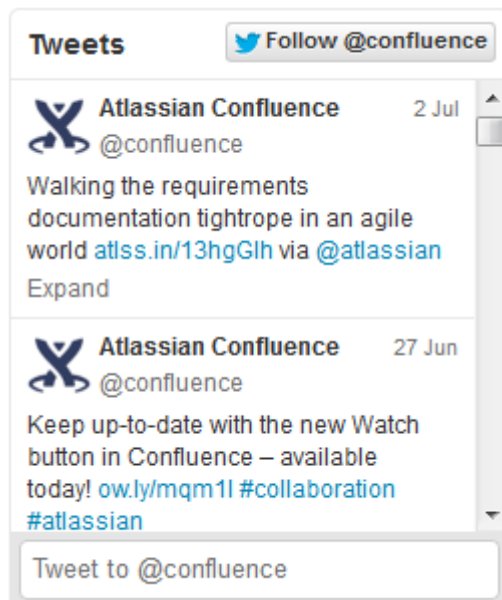 Tweets
Follow @confluence
Atlassian Confluence 2 Jul
@confluence
Walking the requirements
documentation tightrope in an agile
world atlss.in/13hgGlh via @atlassian
Expand
Atlassian Confluence 27 Jun
@confluence
Keep up-to-date with the new Watch
button in Confluence – available
today! ow.ly/mqm1l #collaboration
#atlassian
Tweet to @confluence